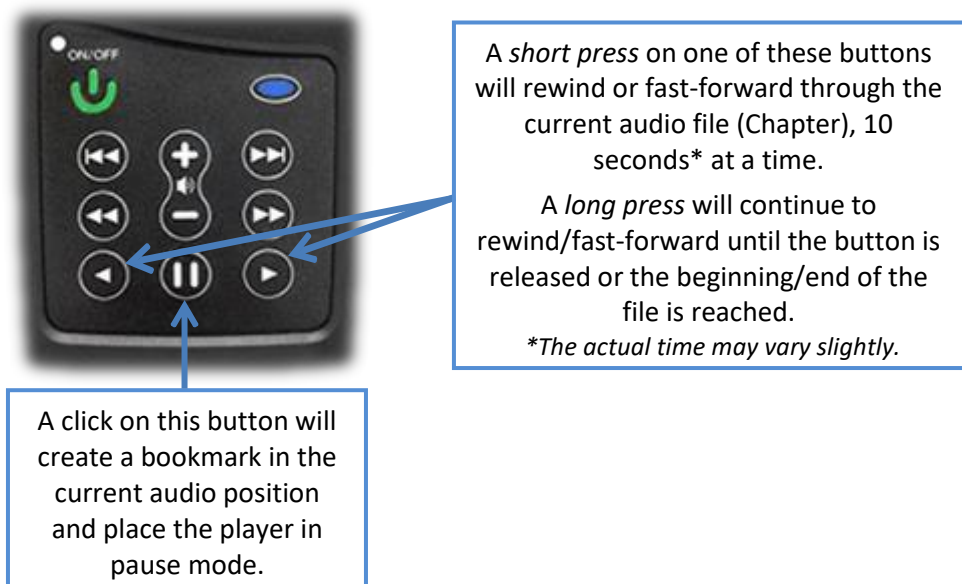 ON/OFF
A short press on one of these buttons
will rewind or fast-forward through the
current audio file (Chapter), 10
seconds* at a time.
A long press will continue to
rewind/fast-forward until the button is
released or the beginning/end of the
file is reached.
*The actual time may vary slightly.
A click on this button will
create a bookmark in the
current audio position
and place the player in
pause mode.